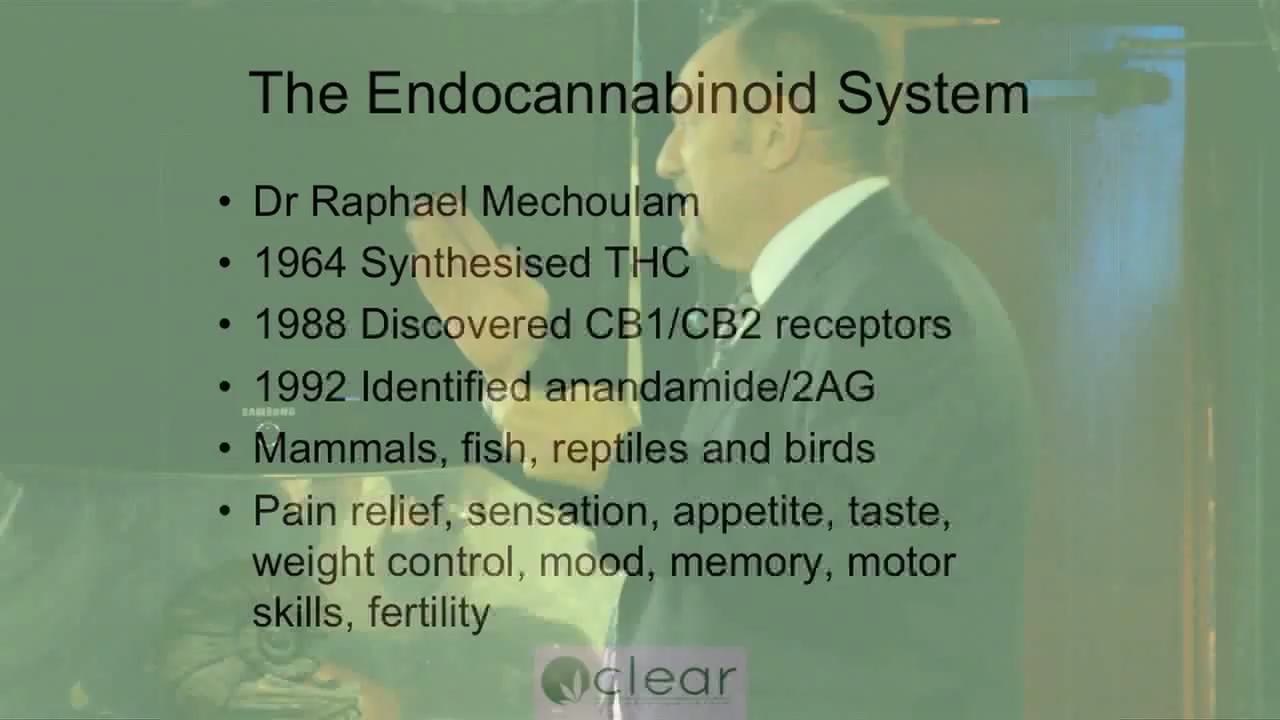 The Endocannabinoid System
• Dr Raphael Mechoulam
• 1964 Synthesised THC
• 1988 Discovered CB1/CB2 receptors
• 1992 Identified anandamide/2AG
SAMSUNG
• Mammals, fish, reptiles and birds
• Pain relief, sensation, appetite, taste,
weight control, mood, memory, motor
skills, fertility
clear